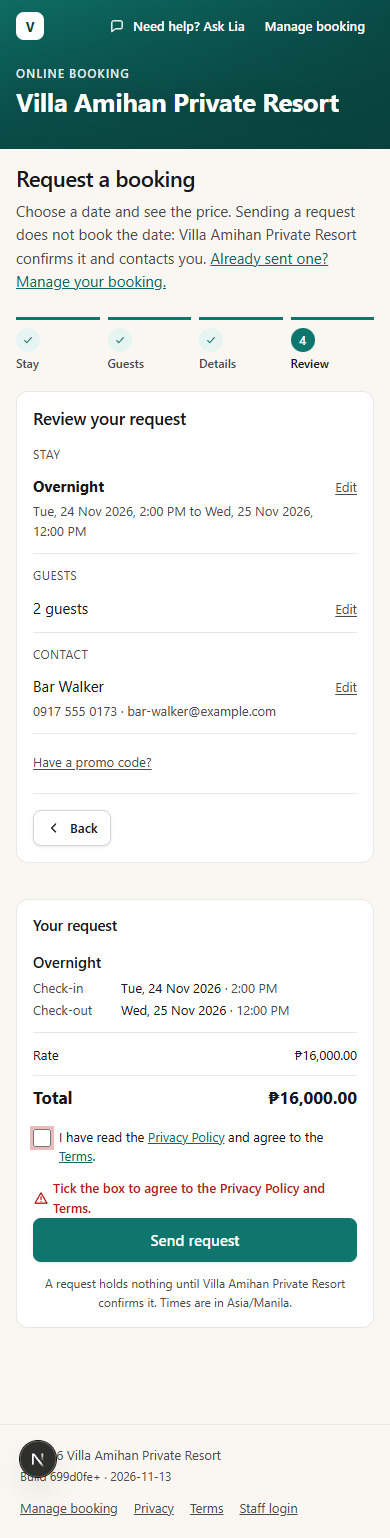 V
Need help? Ask Lia
Manage booking
ONLINE BOOKING
Villa Amihan Private Resort
Request a booking
Choose a date and see the price. Sending a request
does not book the date: Villa Amihan Private Resort
confirms it and contacts you. Already sent one?
Manage your booking.
4
Stay
Guests
Details
Review
Review your request
STAY
Overnight
Edit
Tue, 24 Nov 2026, 2:00 PM to Wed, 25 Nov 2026,
12:00 PM
GUESTS
2 guests
Edit
CONTACT
Bar Walker
Edit
0917 555 0173 · bar-walker@example.com
Have a promo code?
Back
Your request
Overnight
Check-in Tue, 24 Nov 2026 · 2:00 PM
Check-out Wed, 25 Nov 2026 · 12:00 PM
Rate ₱16,000.00
Total ₱16,000.00
I have read the Privacy Policy and agree to the
Terms.
Tick the box to agree to the Privacy Policy and
Terms.
Send request
A request holds nothing until Villa Amihan Private Resort
confirms it. Times are in Asia/Manila.
N
6 Villa Amihan Private Resort
699d0fe+ · 2026-11-13
Manage booking
Privacy
Terms
Staff login